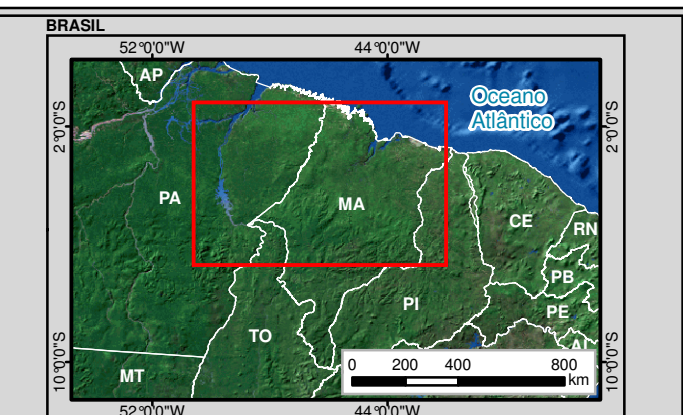 BRASIL
52°0'0"W 44°0'0"W
AP
Oceano
Atlântico
2°0'0"S 2°0'0"S
PA
MA
CE
RN
PB
PI
PE
TO
AL
MT
10°0'0"S 10°0'0"S
0 200 400 800
km
52°0'0"W 44°0'0"W